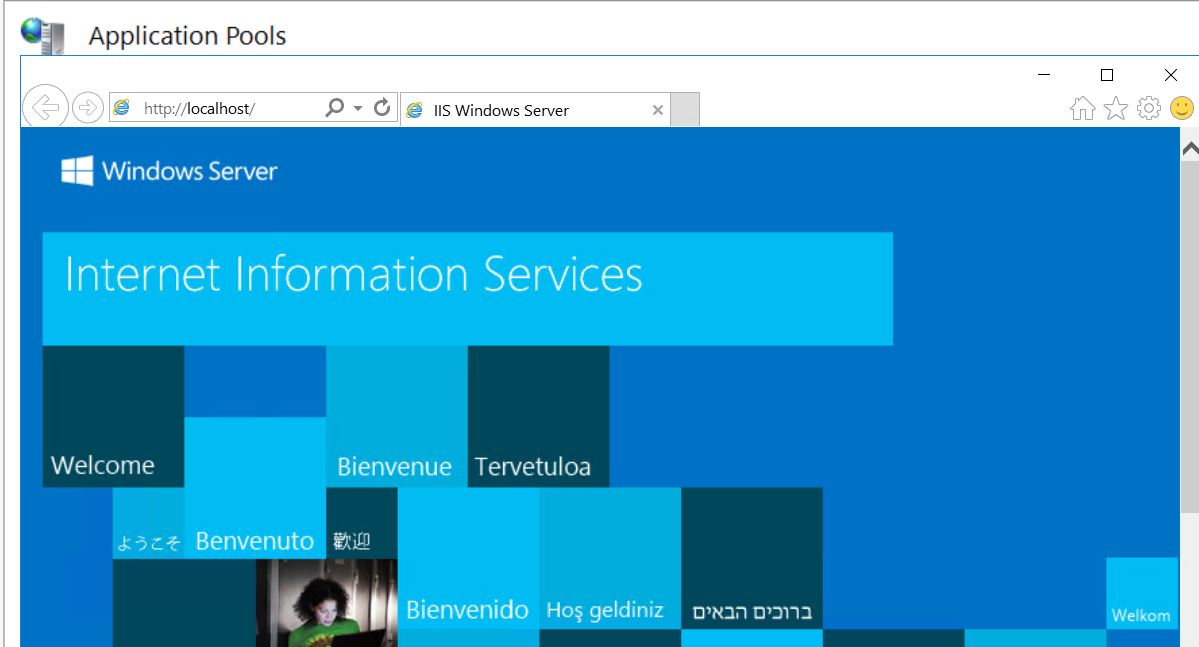 Application Pools
http://localhost/
IIS Windows Server
Windows Server
Internet Information Services
Welcome
Bienvenue
Tervetuloa
ようこそ
Benvenuto
歡迎
Bienvenido
Hoş geldiniz
ברוכים הבאים
Welkom